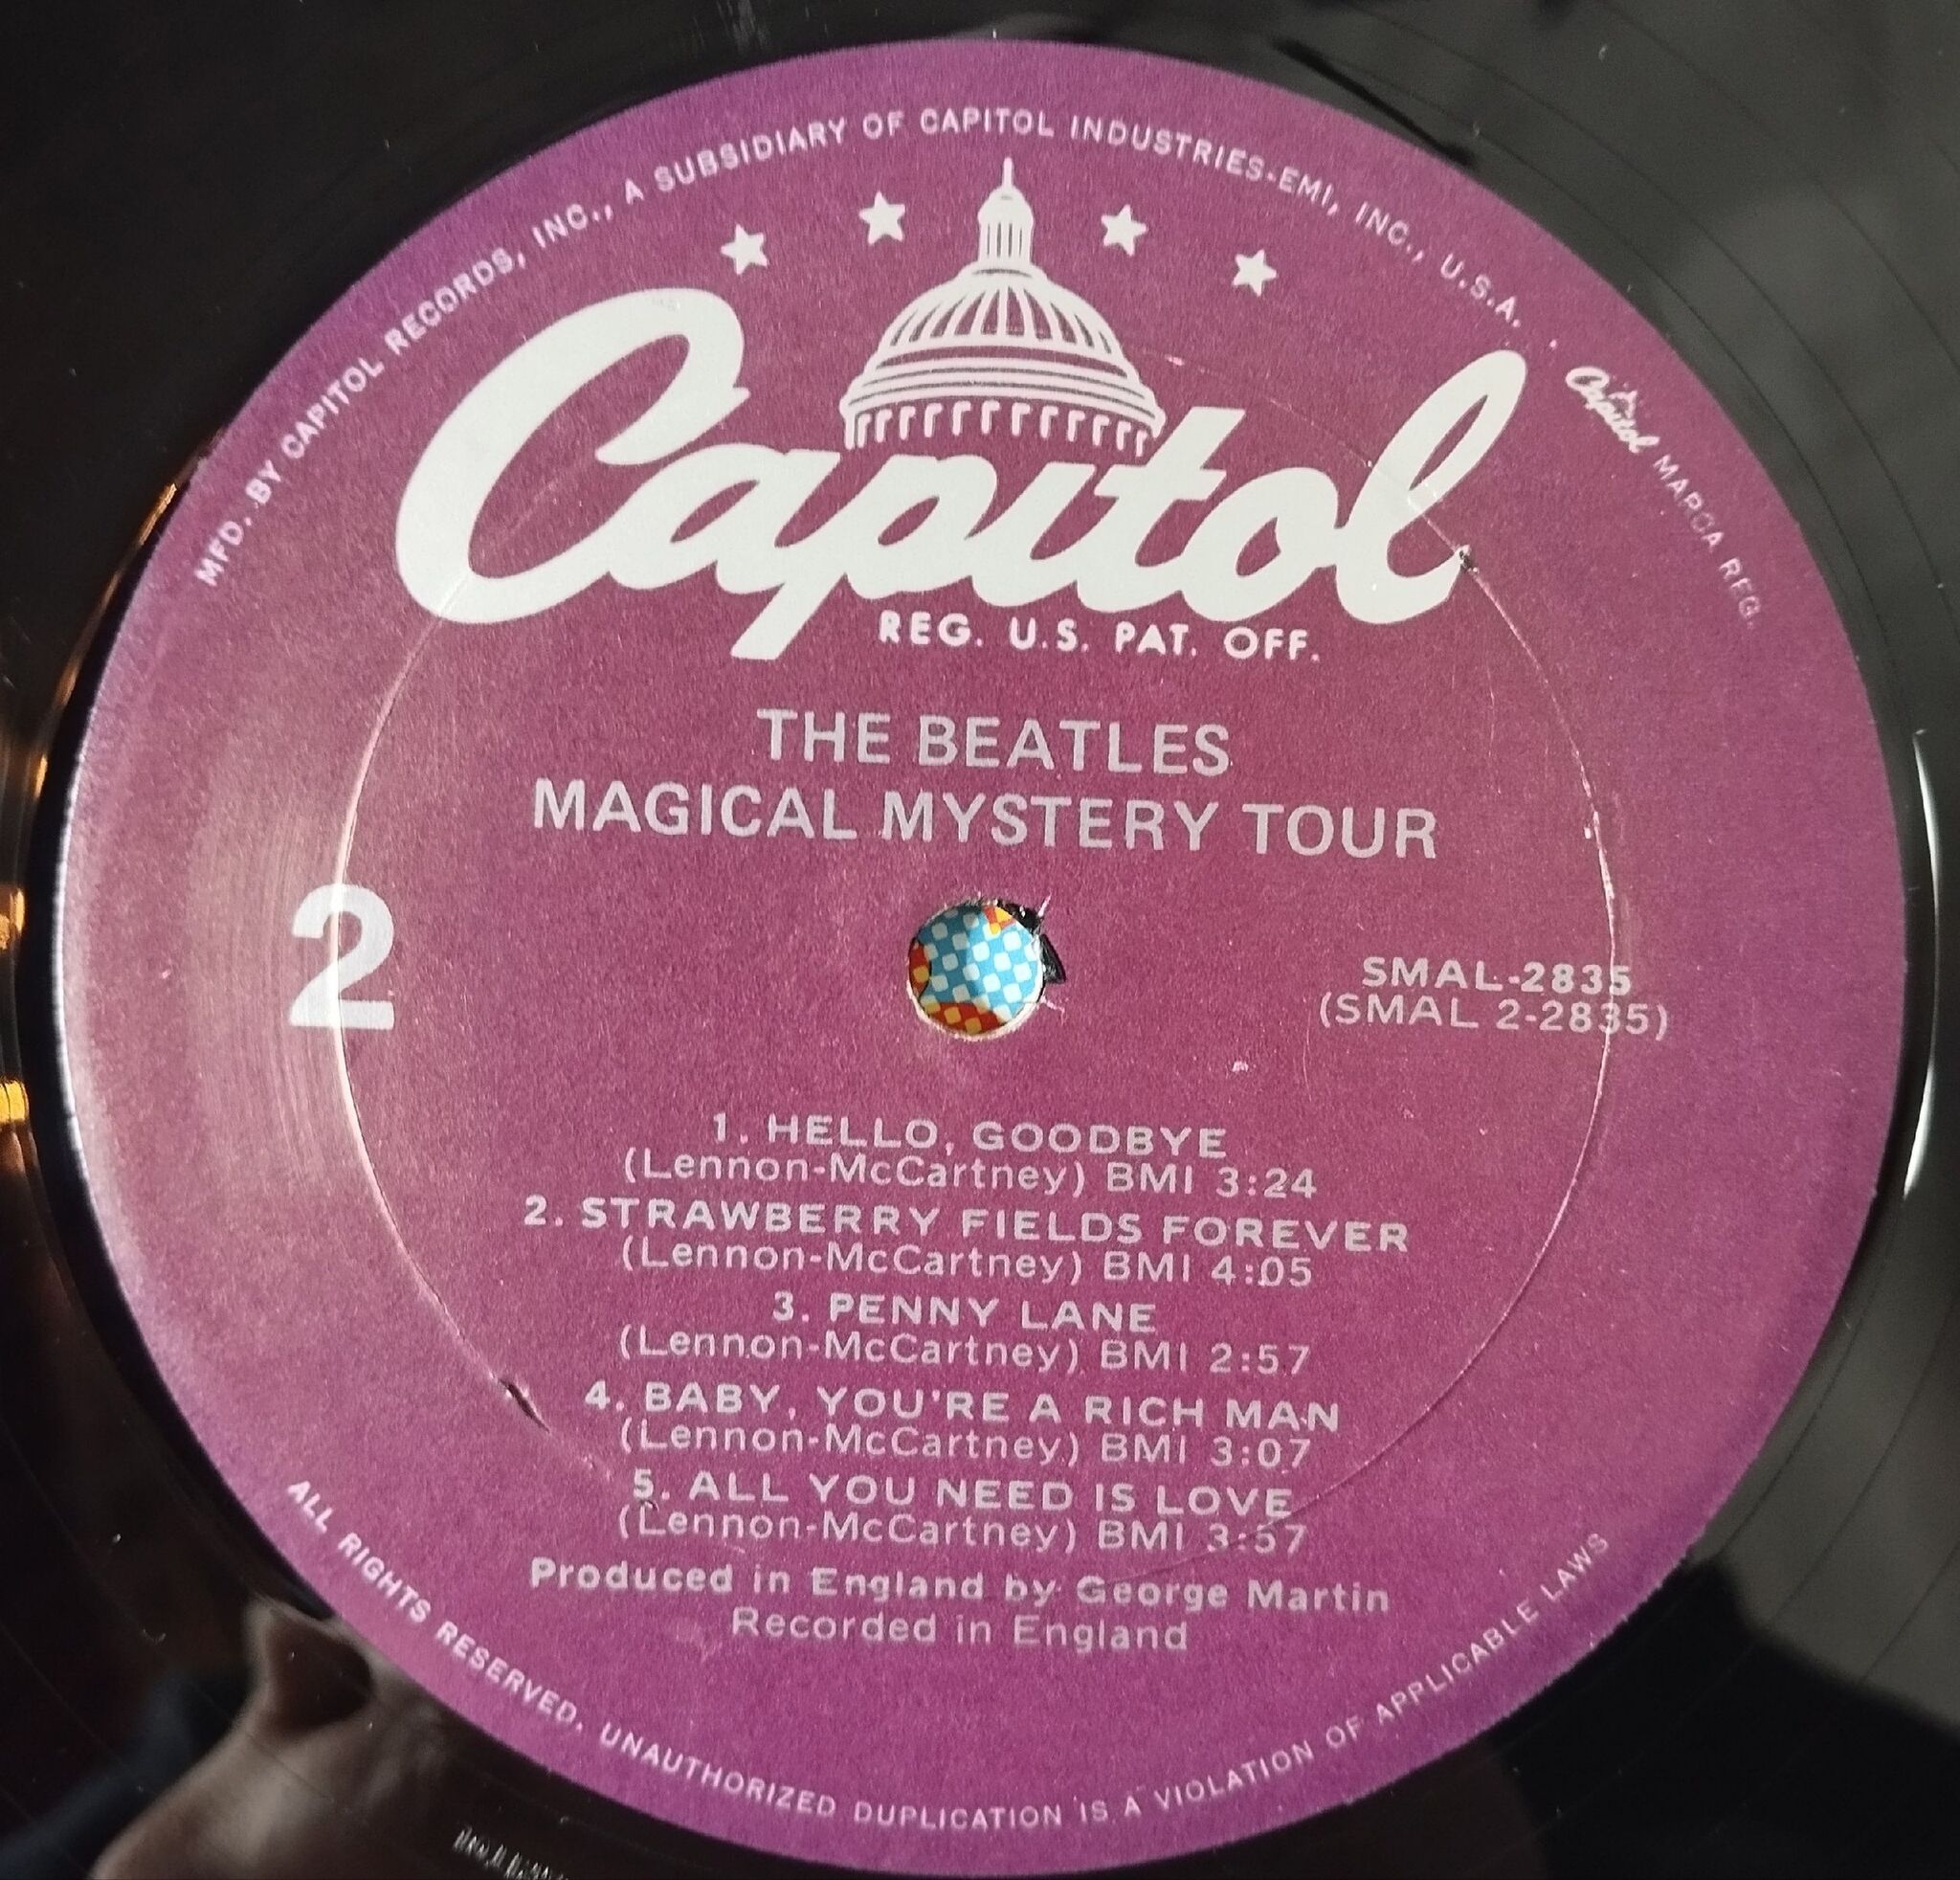 MFD. BY CAPITOL RECORDS, INC., A SUBSIDIARY OF CAPITOL INDUSTRIES-EMI, INC., U.S.A.
Capitol MARCA REG.
Capitol
REG. U.S. PAT. OFF.
THE BEATLES
MAGICAL MYSTERY TOUR
2
SMAL-2835
(SMAL 2-2835)
1. HELLO, GOODBYE
(Lennon-McCartney) BMI 3:24
2. STRAWBERRY FIELDS FOREVER
(Lennon-McCartney) BMI 4:05
3. PENNY LANE
(Lennon-McCartney) BMI 2:57
4. BABY, YOU'RE A RICH MAN
(Lennon-McCartney) BMI 3:07
5. ALL YOU NEED IS LOVE
(Lennon-McCartney) BMI 3:57
Produced in England by George Martin
Recorded in England
ALL RIGHTS RESERVED. UNAUTHORIZED DUPLICATION IS A VIOLATION OF APPLICABLE LAWS